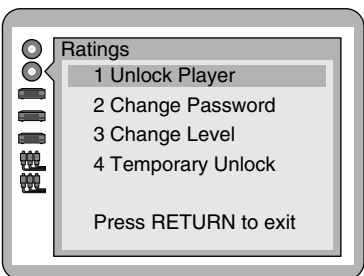 Ratings
1 Unlock Player
2 Change Password
3 Change Level
4 Temporary Unlock
Press RETURN to exit